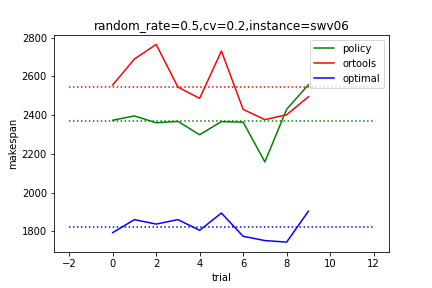 random_rate=0.5,cv=0.2,instance=swv06
2800
2600
2400
2200
2000
1800
makespan
policy
ortools
optimal
−2 0 2 4 6 8 10 12
trial